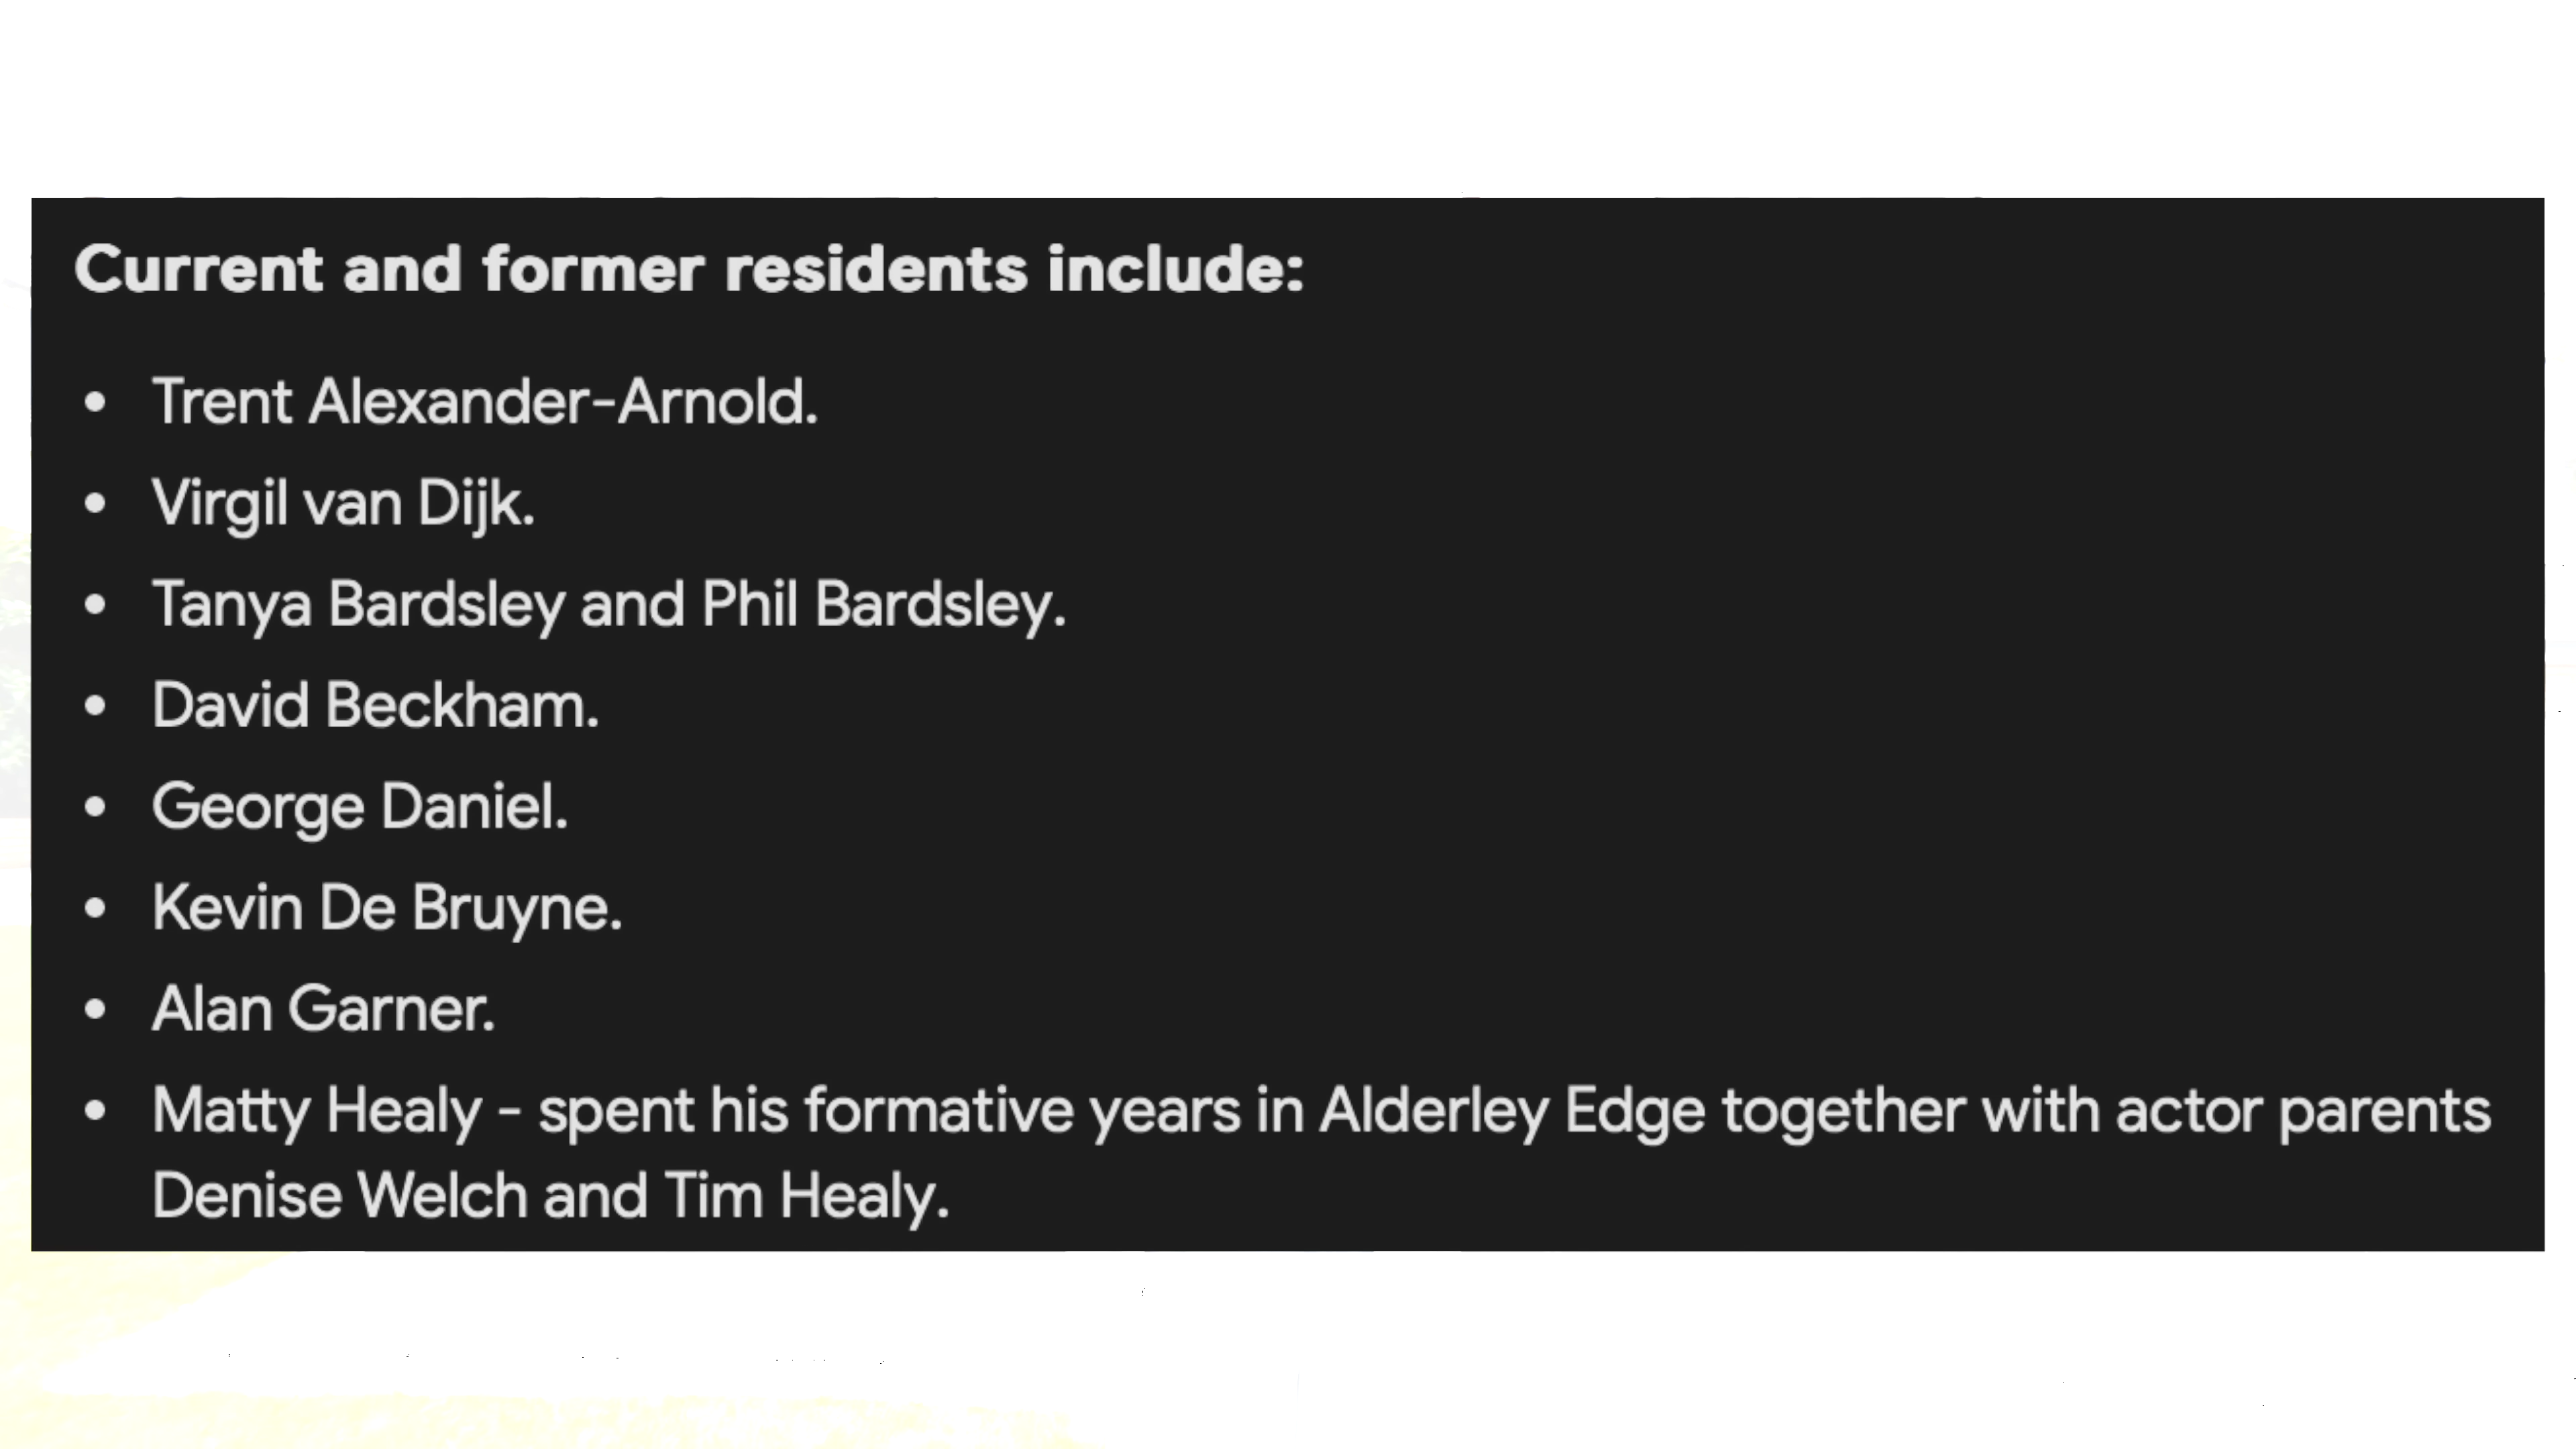 Current and former residents include:
• Trent Alexander-Arnold.
• Virgil van Dijk.
• Tanya Bardsley and Phil Bardsley.
• David Beckham.
• George Daniel.
• Kevin De Bruyne.
• Alan Garner.
• Matty Healy - spent his formative years in Alderley Edge together with actor parents
Denise Welch and Tim Healy.